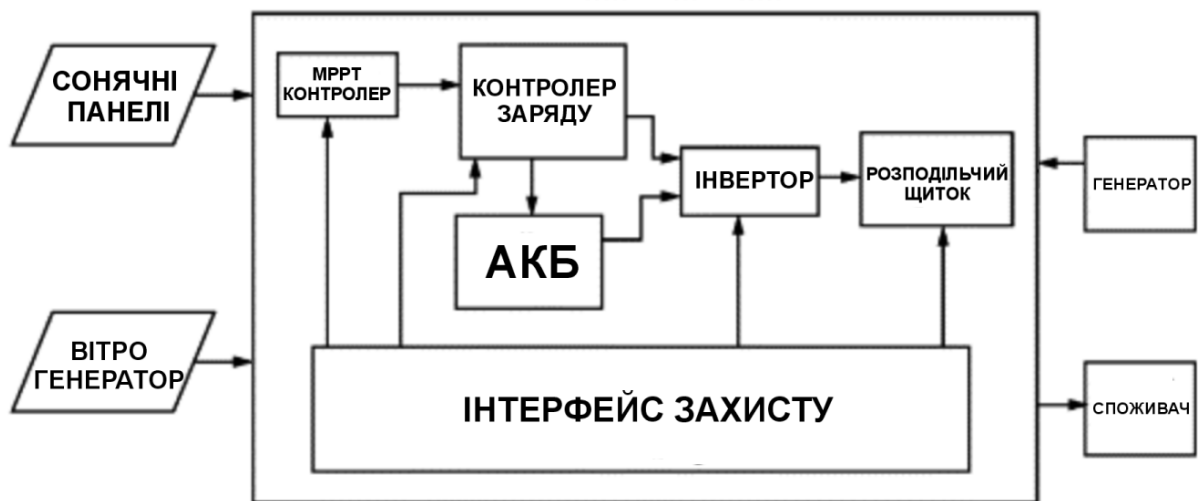 СОНЯЧНІ
ПАНЕЛІ
МРРТ
КОНТРОЛЕР
КОНТРОЛЕР
ЗАРЯДУ
ІНВЕРТОР
РОЗПОДІЛЬЧИЙ
ЩИТОК
ГЕНЕРАТОР
АКБ
ВІТРО
ГЕНЕРАТОР
ІНТЕРФЕЙС ЗАХИСТУ
СПОЖИВАЧ